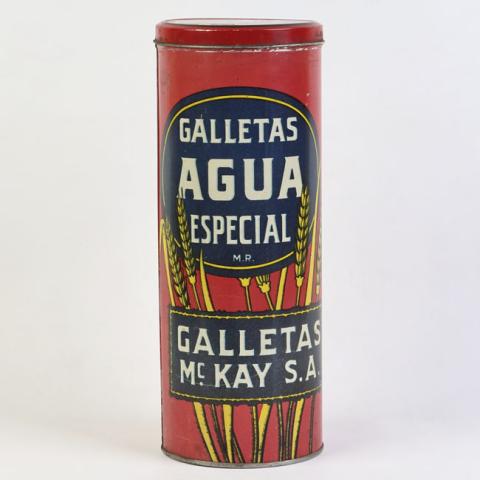 GALLETAS
AGUA
ESPECIAL
M.R.
GALLETAS
Mc KAY S.A.